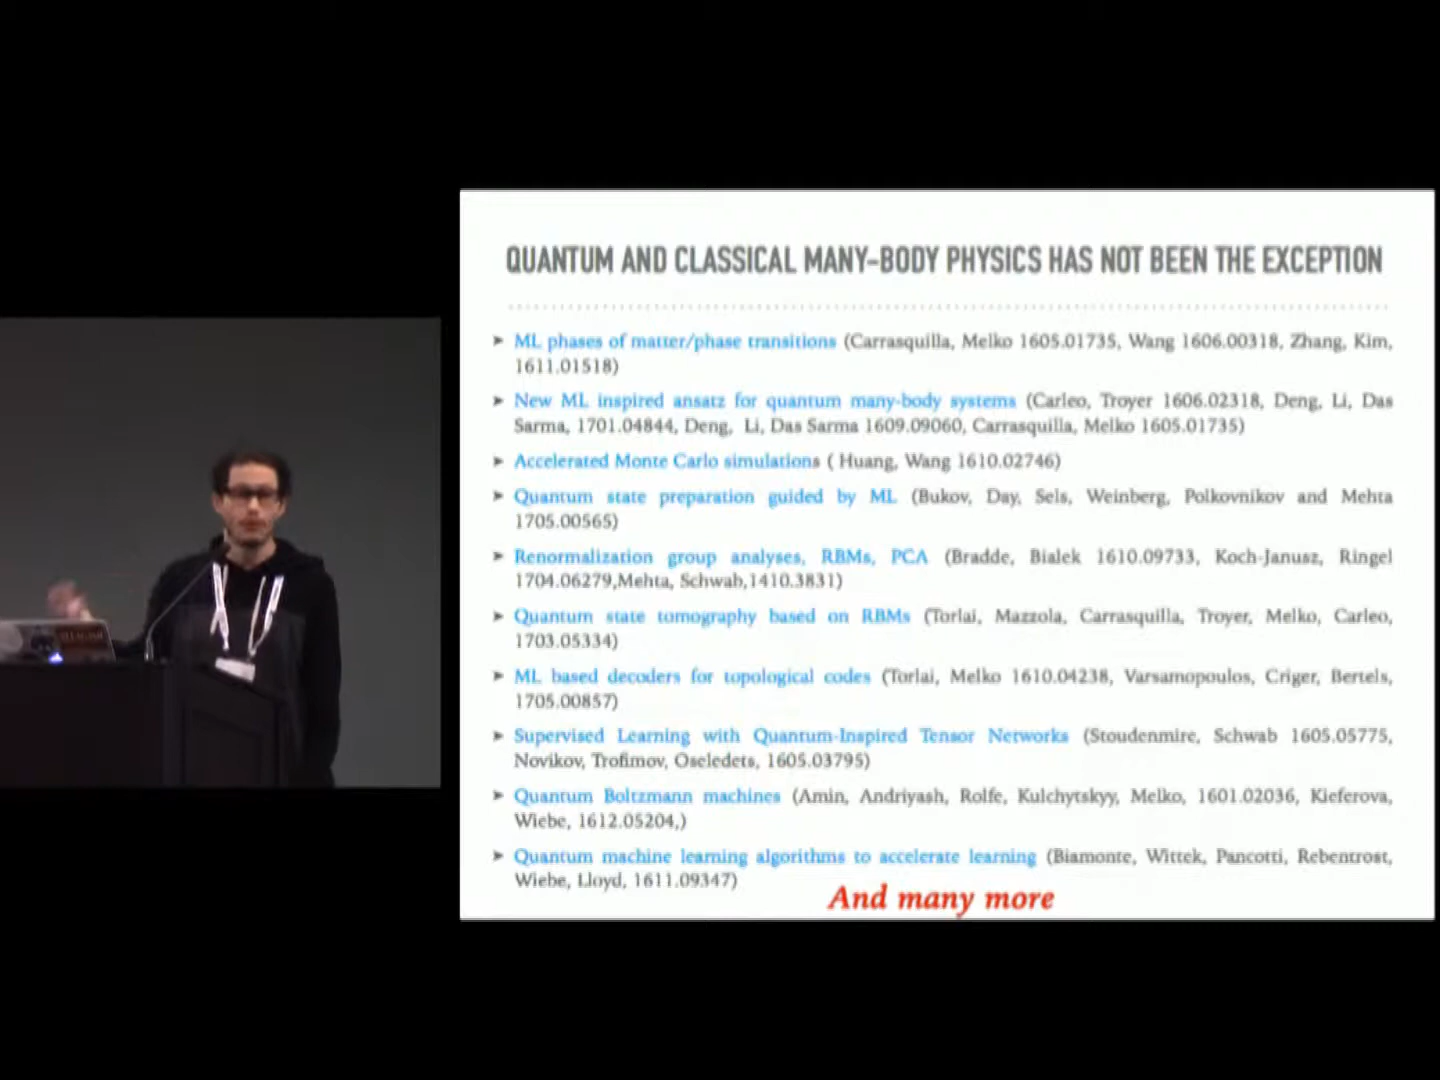 QUANTUM AND CLASSICAL MANY-BODY PHYSICS HAS NOT BEEN THE EXCEPTION
➤ ML phases of matter/phase transitions (Carrasquilla, Melko 1605.01735, Wang 1606.00318, Zhang, Kim,
1611.01518)
➤ New ML inspired ansatz for quantum many-body systems (Carleo, Troyer 1606.02318, Deng, Li, Das
Sarma, 1701.04844, Deng, Li, Das Sarma 1609.09060, Carrasquilla, Melko 1605.01735)
➤ Accelerated Monte Carlo simulations ( Huang, Wang 1610.02746)
➤ Quantum state preparation guided by ML (Bukov, Day, Sels, Weinberg, Polkovnikov and Mehta
1705.00565)
➤ Renormalization group analyses, RBMs, PCA (Bradde, Bialek 1610.09733, Koch-Janusz, Ringel
1704.06279,Mehta, Schwab,1410.3831)
➤ Quantum state tomography based on RBMs (Torlai, Mazzola, Carrasquilla, Troyer, Melko, Carleo,
1703.05334)
➤ ML based decoders for topological codes (Torlai, Melko 1610.04238, Varsamopoulos, Criger, Bertels,
1705.00857)
➤ Supervised Learning with Quantum-Inspired Tensor Networks (Stoudenmire, Schwab 1605.05775,
Novikov, Trofimov, Oseledets, 1605.03795)
➤ Quantum Boltzmann machines (Amin, Andriyash, Rolfe, Kulchytskyy, Melko, 1601.02036, Kieferova,
Wiebe, 1612.05204,)
➤ Quantum machine learning algorithms to accelerate learning (Biamonte, Wittek, Pancotti, Rebentrost,
Wiebe, Lloyd, 1611.09347)
And many more